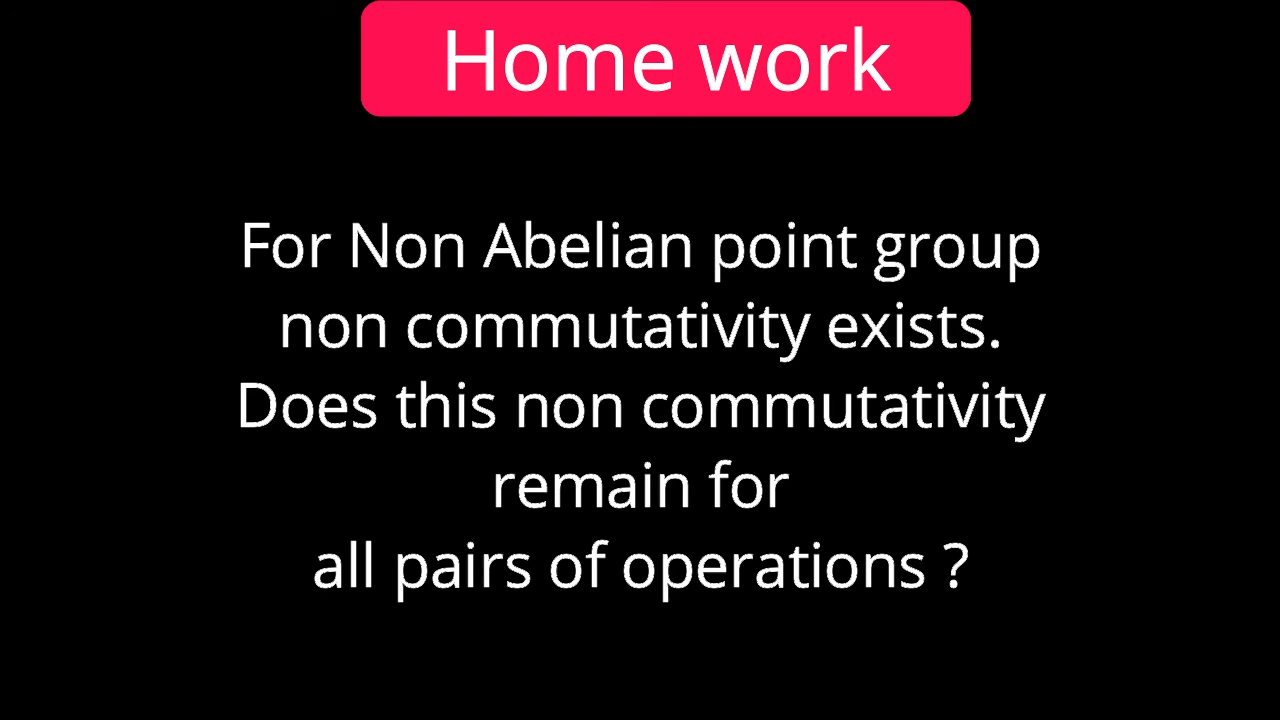 Home work
For Non Abelian point group
non commutativity exists.
Does this non commutativity
remain for
all pairs of operations ?